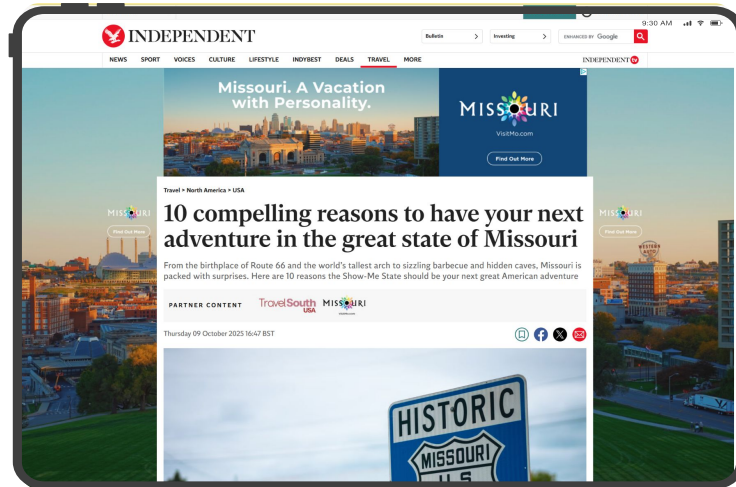 9:30 AM
INDEPENDENT
Bulletin
Investing
ENHANCED BY Google
NEWS SPORT VOICES CULTURE LIFESTYLE INDYBEST DEALS TRAVEL MORE
INDEPENDENT tv
Missouri. A Vacation
with Personality.
MISSOURI
VisitMo.com
Find Out More
MISSOURI
Find Out More
MISSOURI
Find Out More
Travel > North America > USA
10 compelling reasons to have your next
adventure in the great state of Missouri
From the birthplace of Route 66 and the world's tallest arch to sizzling barbecue and hidden caves, Missouri is
packed with surprises. Here are 10 reasons the Show-Me State should be your next great American adventure
PARTNER CONTENT
TravelSouth
USA
MISSOURI
Thursday 09 October 2025 16:47 BST
HISTORIC
MISSOURI
U S